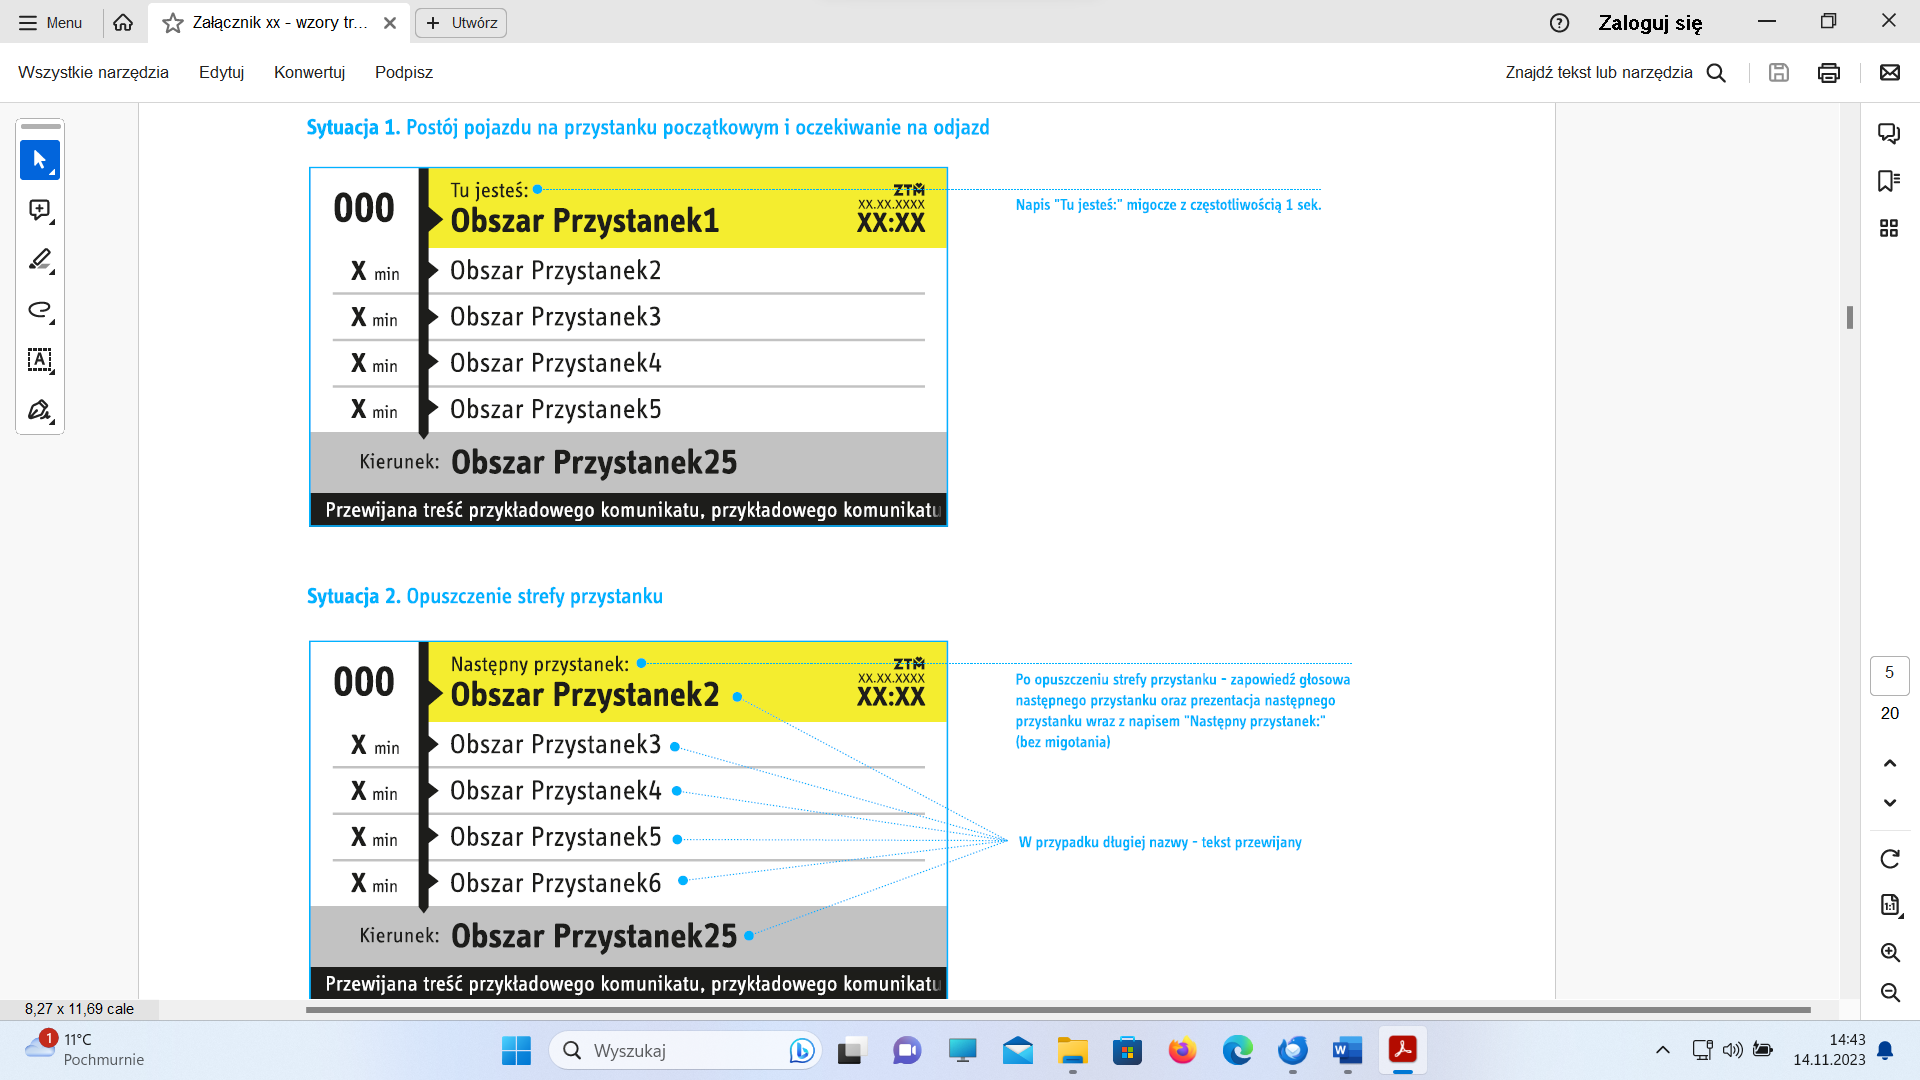 Menu
Załącznik xx - wzory tr...
Utwórz
Zaloguj się
Wszystkie narzędzia
Edytuj
Konwertuj
Podpisz
Znajdź tekst lub narzędzia
Sytuacja 1. Postój pojazdu na przystanku początkowym i oczekiwanie na odjazd
000
Tu jesteś:
Obszar Przystanek1
ZTM
XX.XX.XXXX
XX:XX
Napis "Tu jesteś:" migocze z częstotliwością 1 sek.
X min Obszar Przystanek2
X min Obszar Przystanek3
X min Obszar Przystanek4
X min Obszar Przystanek5
Kierunek: Obszar Przystanek25
Przewijana treść przykładowego komunikatu, przykładowego komunikatu
Sytuacja 2. Opuszczenie strefy przystanku
000
Następny przystanek:
Obszar Przystanek2
ZTM
XX.XX.XXXX
XX:XX
Po opuszczeniu strefy przystanku - zapowiedź głosowa
następnego przystanku oraz prezentacja następnego
przystanku wraz z napisem "Następny przystanek:"
(bez migotania)
X min Obszar Przystanek3
X min Obszar Przystanek4
X min Obszar Przystanek5
X min Obszar Przystanek6
W przypadku długiej nazwy - tekst przewijany
Kierunek: Obszar Przystanek25
Przewijana treść przykładowego komunikatu, przykładowego komunikatu
5
20
1:1
8,27 x 11,69 cale
1
11°C
Pochmurnie
Wyszukaj
14:43
14.11.2023